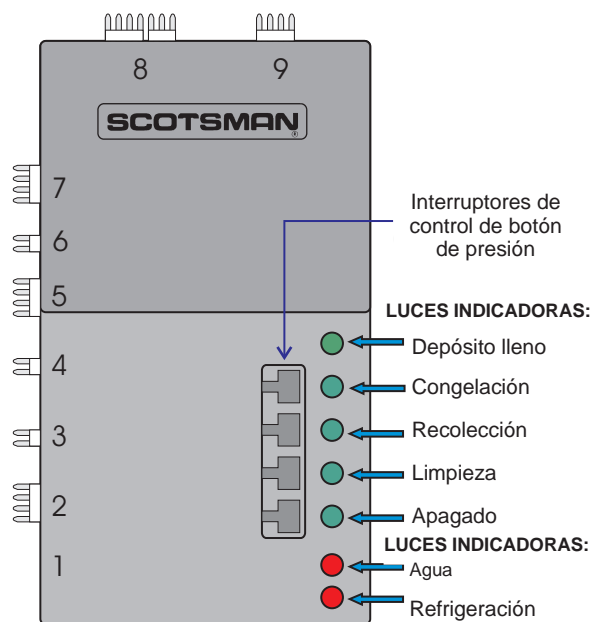 8
9
SCOTSMAN®
7
6
5
4
3
2
1
Interruptores de
control de botón
de presión
LUCES INDICADORAS:
Depósito lleno
Congelación
Recolección
Limpieza
Apagado
LUCES INDICADORAS:
Agua
Refrigeración